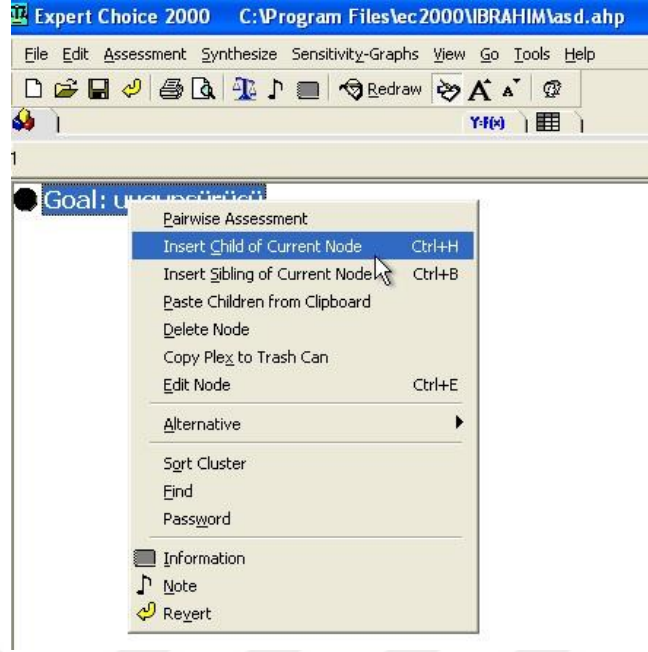 Expert Choice 2000 C:\Program Files\ec2000\IBRAHIM\asd.ahp
File Edit Assessment Synthesize Sensitivity-Graphs View Go Tools Help
Redraw A A
Y=F(x)
1
Goal:
Pairwise Assessment
Insert Child of Current Node Ctrl+H
Insert Sibling of Current Node Ctrl+B
Paste Children from Clipboard
Delete Node
Copy Plex to Trash Can
Edit Node Ctrl+E
Alternative
Sort Cluster
Find
Password
Information
Note
Revert